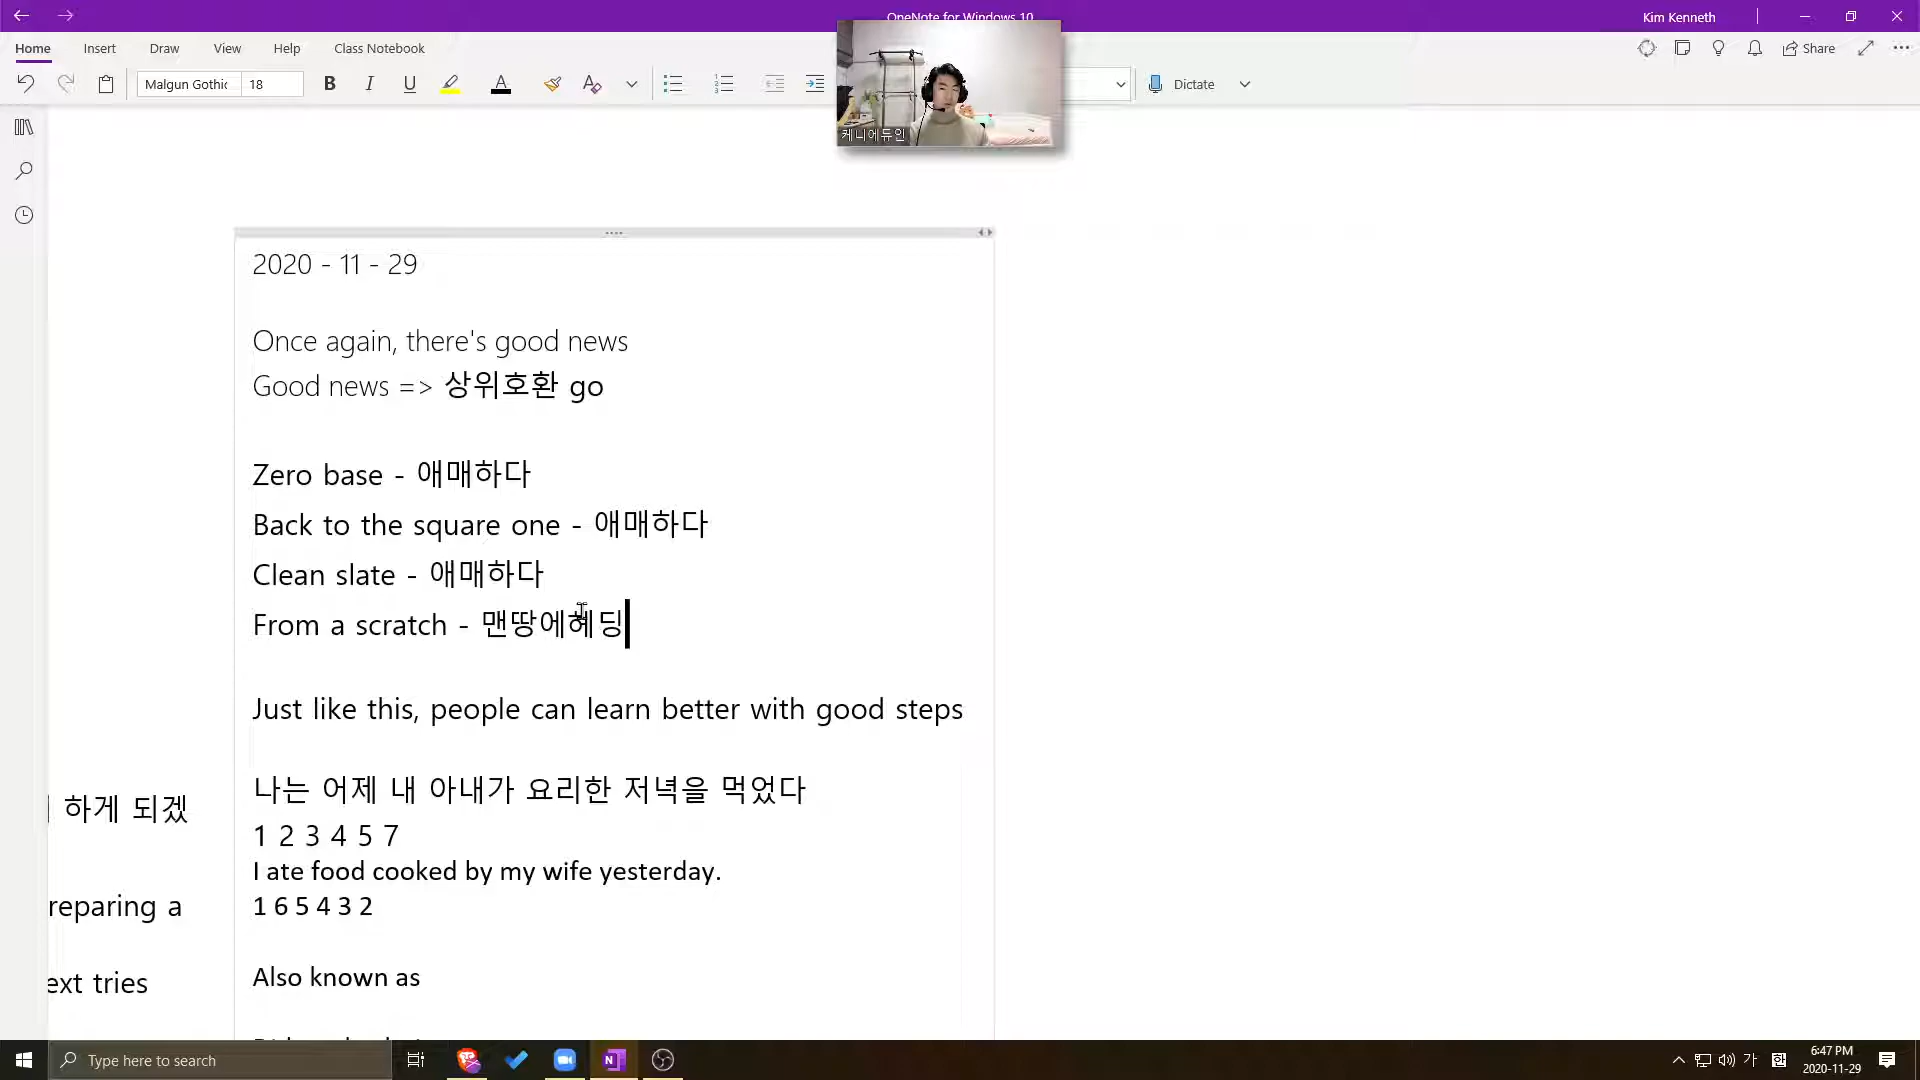 OneNote for Windows 10
Kim Kenneth
Home Insert Draw View Help Class Notebook
Share
Malgun Gothic 18
B I U A
Dictate
케니에듀인
2020 - 11 - 29
Once again, there's good news
Good news => 상위호환 go
Zero base - 애매하다
Back to the square one - 애매하다
Clean slate - 애매하다
From a scratch - 맨땅에헤딩
Just like this, people can learn better with good steps
나는 어제 내 아내가 요리한 저녁을 먹었다
하게 되겠
1 2 3 4 5 7
I ate food cooked by my wife yesterday.
reparing a
1 6 5 4 3 2
Also known as
ext tries
Type here to search
가
6:47 PM
2020-11-29